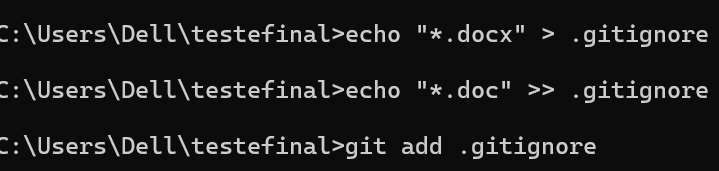 C:\Users\Dell\testefinal>echo "*.docx" > .gitignore
C:\Users\Dell\testefinal>echo "*.doc" >> .gitignore
C:\Users\Dell\testefinal>git add .gitignore